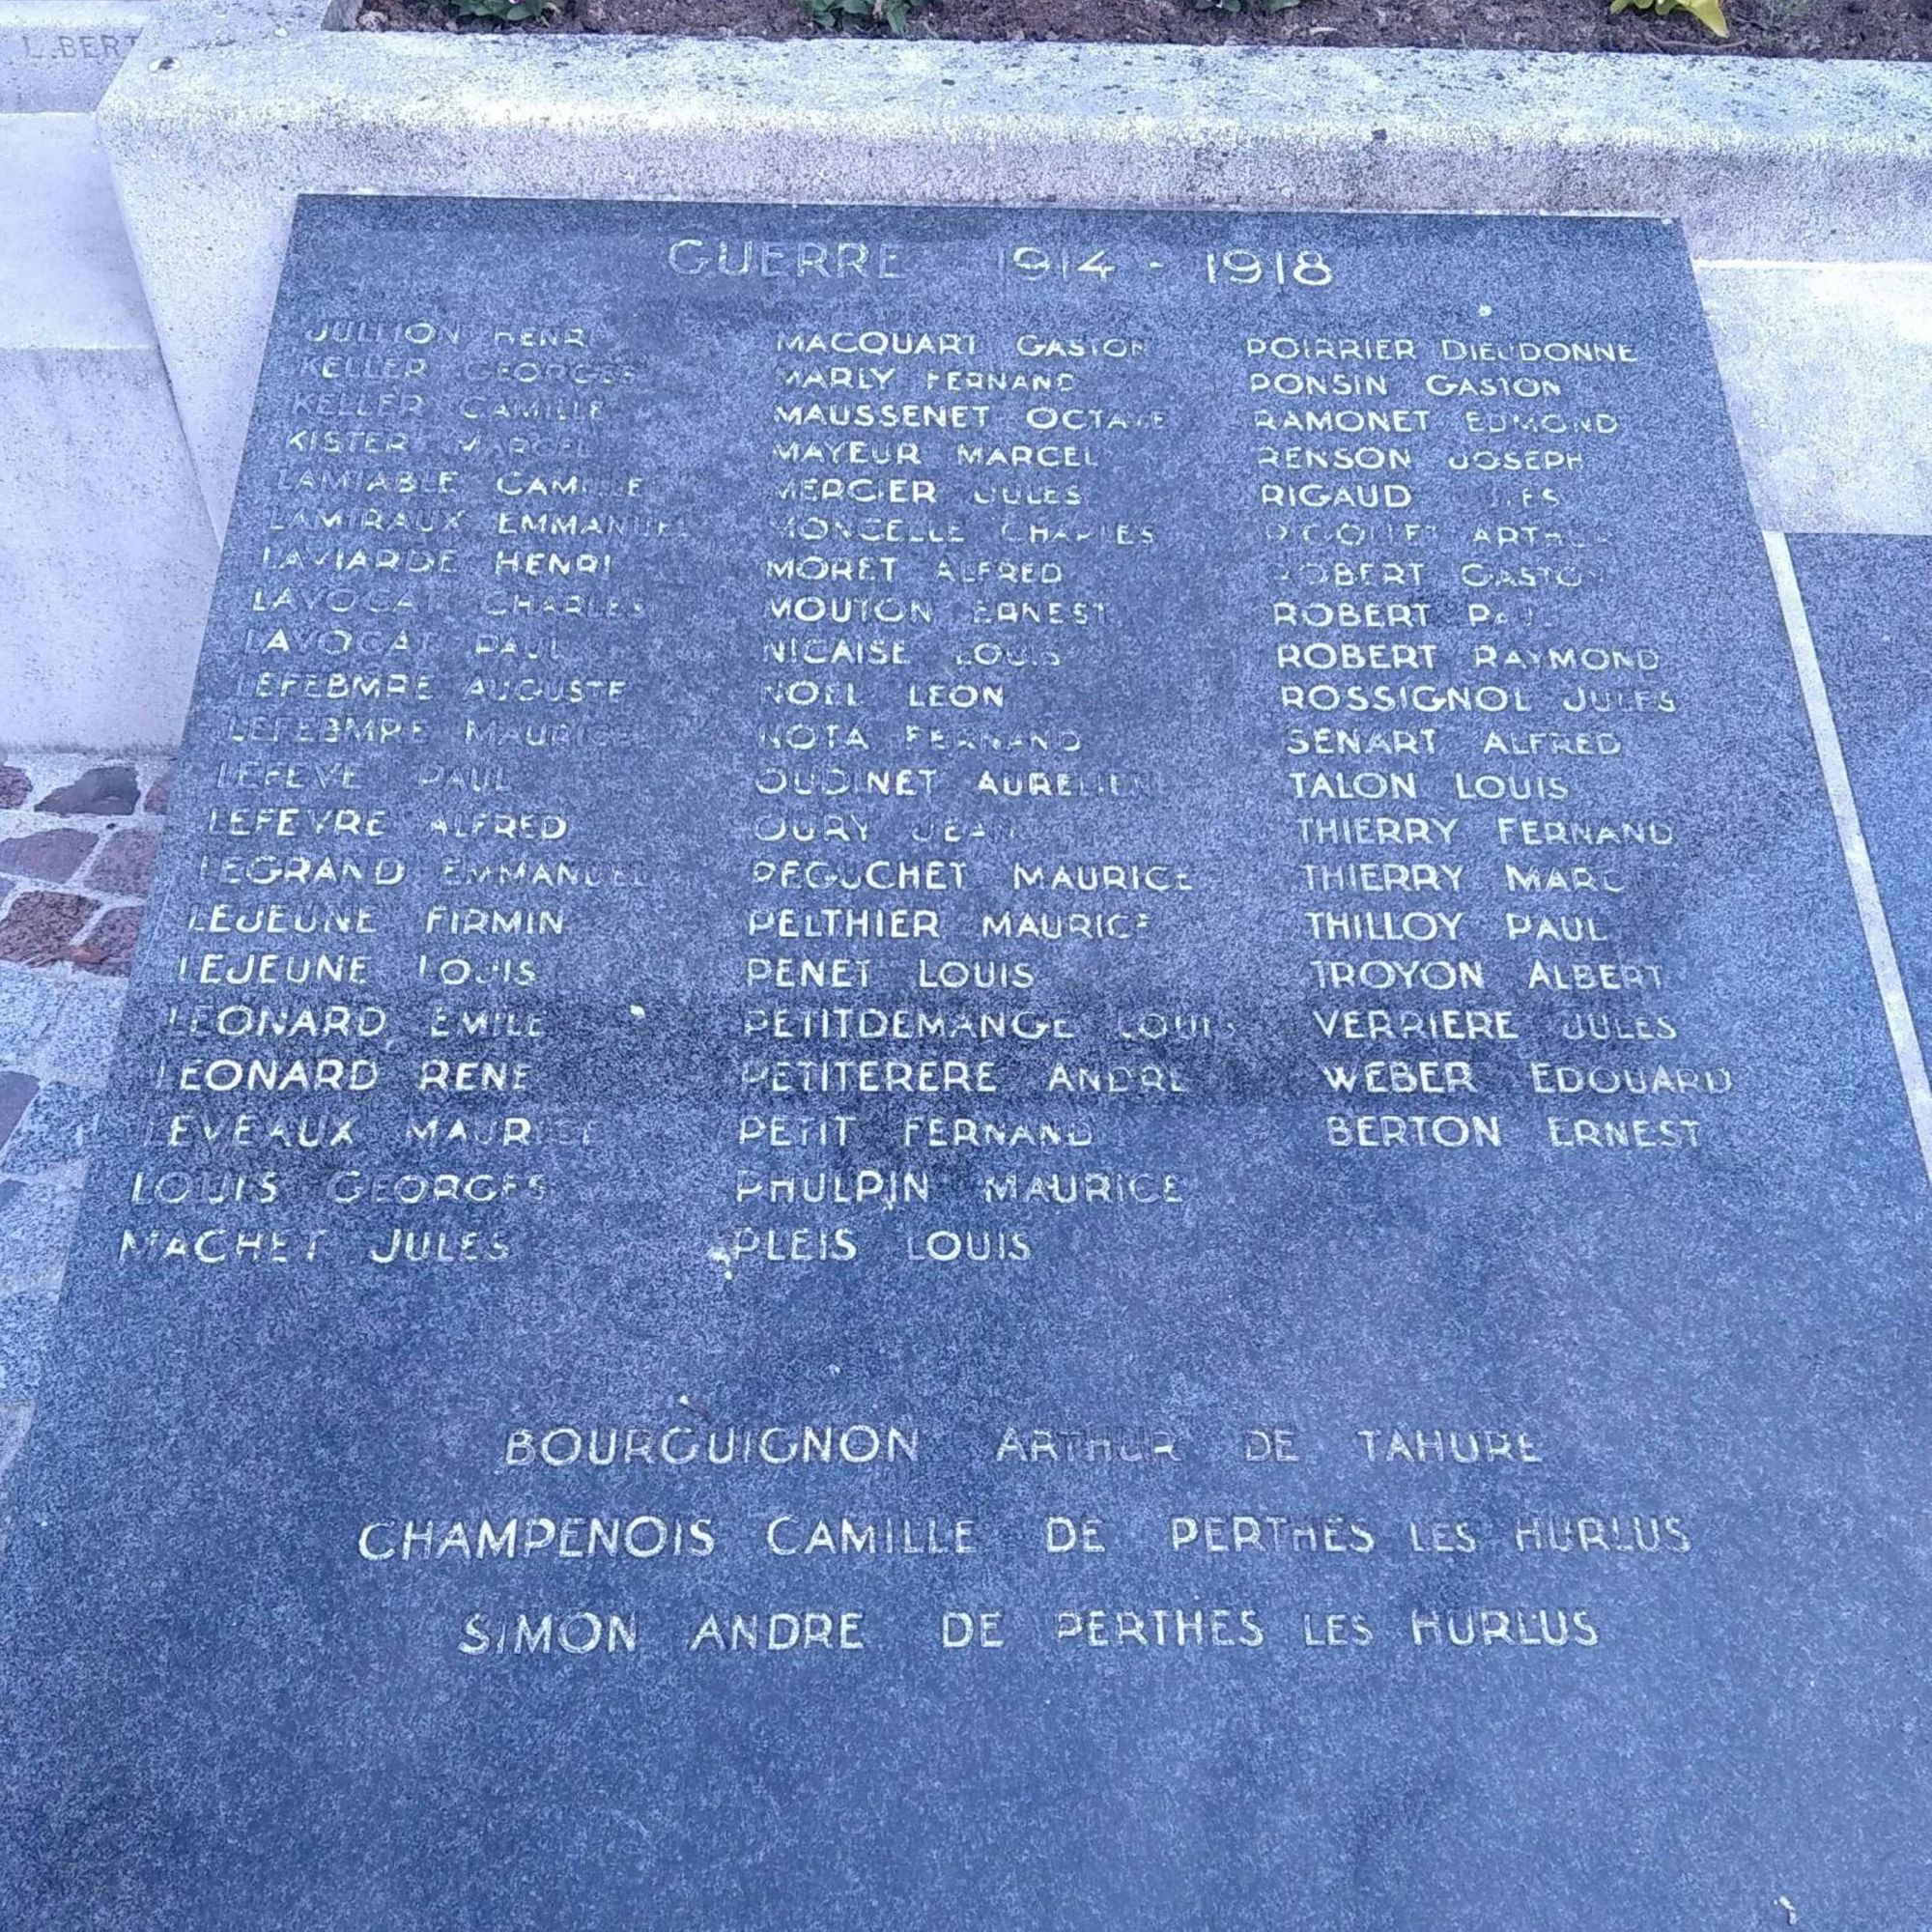 L.BERT
GUERRE 1914 - 1918
JULLION HENRI
KELLER GEORGES
KELLER CAMILLE
KISTER MARCEL
LAMIABLE CAMILLE
LAMIRAUX EMMANUEL
LAVIARDE HENRI
LAVOCAT CHARLES
LAVOCAT PAUL
AUGUSTE
MAURICE
PAUL
LEFEVRE ALFRED
LEGRAND EMMANUEL
LEJEUNE FIRMIN
LEJEUNE LOUIS
LEONARD EMILE
LEONARD RENE
LEVEAUX MAURICE
LOUIS GEORGES
MACHET JULES
MACQUART GASTON
MARLY FERNAND
MAUSSENET OCTAVE
MAYEUR MARCEL
MERCIER JULES
MONCELLE CHARLES
MORET ALFRED
MOUTON ERNEST
NICAISE LOUIS
NOEL LEON
NOTA FERNAND
OUDINET AURELIEN
OURY JEAN
PEGUCHET MAURICE
PELTHIER MAURICE
PENET LOUIS
PETITDEMANGE LOUIS
ANDRE
PETIT FERNAND
PHULPIN MAURICE
PLEIS LOUIS
POIRRIER DIEUDONNE
PONSIN GASTON
RAMONET EDMOND
RENSON JOSEPH
RIGAUD JULES
ARTHUR
ROBERT GASTON
ROBERT PAUL
ROBERT RAYMOND
ROSSIGNOL JULES
SENART ALFRED
TALON LOUIS
THIERRY FERNAND
THIERRY MARC
THILLOY PAUL
TROYON ALBERT
VERRIERE JULES
WEBER EDOUARD
BERTON ERNEST
BOURGUIGNON ARTHUR DE TAHURE
CHAMPENOIS CAMILLE DE PERTHES LES HURLUS
SIMON ANDRE DE PERTHES LES HURLUS